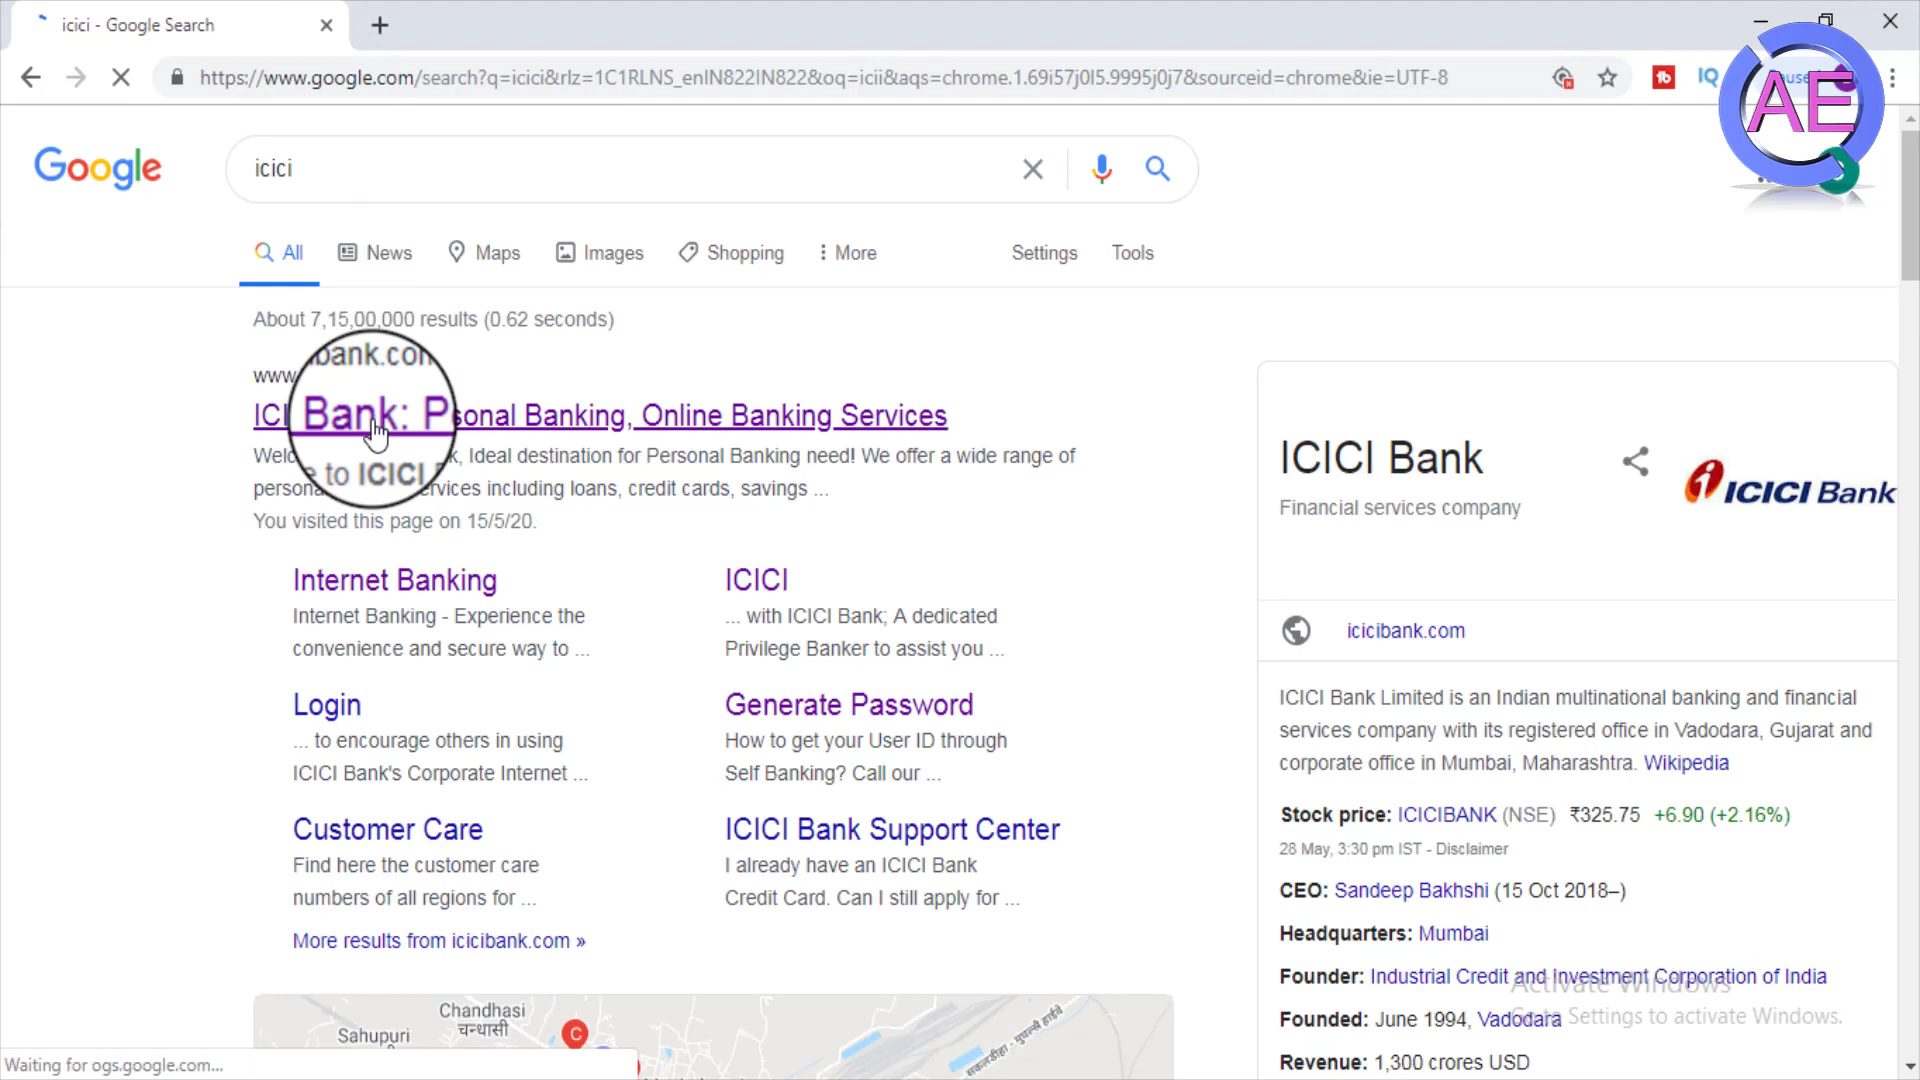 icici - Google Search
https://www.google.com/search?q=icici&rlz=1C1RLNS_enIN822IN822&oq=icii&aqs=chrome.1.69i57j0l5.9995j0j7&sourceid=chrome&ie=UTF-8
AE
Google
icici
All News Maps Images Shopping More Settings Tools
About 7,15,00,000 results (0.62 seconds)
www.
bank.com
ICI Bank: P sonal Banking, Online Banking Services
Welc e to ICICI k, Ideal destination for Personal Banking need! We offer a wide range of
persona ervices including loans, credit cards, savings ...
You visited this page on 15/5/20.
Internet Banking
Internet Banking - Experience the
convenience and secure way to ...
ICICI
... with ICICI Bank; A dedicated
Privilege Banker to assist you ...
Login
... to encourage others in using
ICICI Bank's Corporate Internet ...
Generate Password
How to get your User ID through
Self Banking? Call our ...
Customer Care
Find here the customer care
numbers of all regions for ...
ICICI Bank Support Center
I already have an ICICI Bank
Credit Card. Can I still apply for ...
More results from icicibank.com »
Chandhasi
चन्धासी
Sahupuri
C
Waiting for ogs.google.com...
ICICI Bank
Financial services company
ICICI Bank
icicibank.com
ICICI Bank Limited is an Indian multinational banking and financial
services company with its registered office in Vadodara, Gujarat and
corporate office in Mumbai, Maharashtra. Wikipedia
Stock price: ICICIBANK (NSE) ₹325.75 +6.90 (+2.16%)
28 May, 3:30 pm IST - Disclaimer
CEO: Sandeep Bakhshi (15 Oct 2018–)
Headquarters: Mumbai
Founder: Industrial Credit and Investment Corporation of India
Activate Windows
Founded: June 1994, Vadodara
Go to Settings to activate Windows.
Revenue: 1,300 crores USD